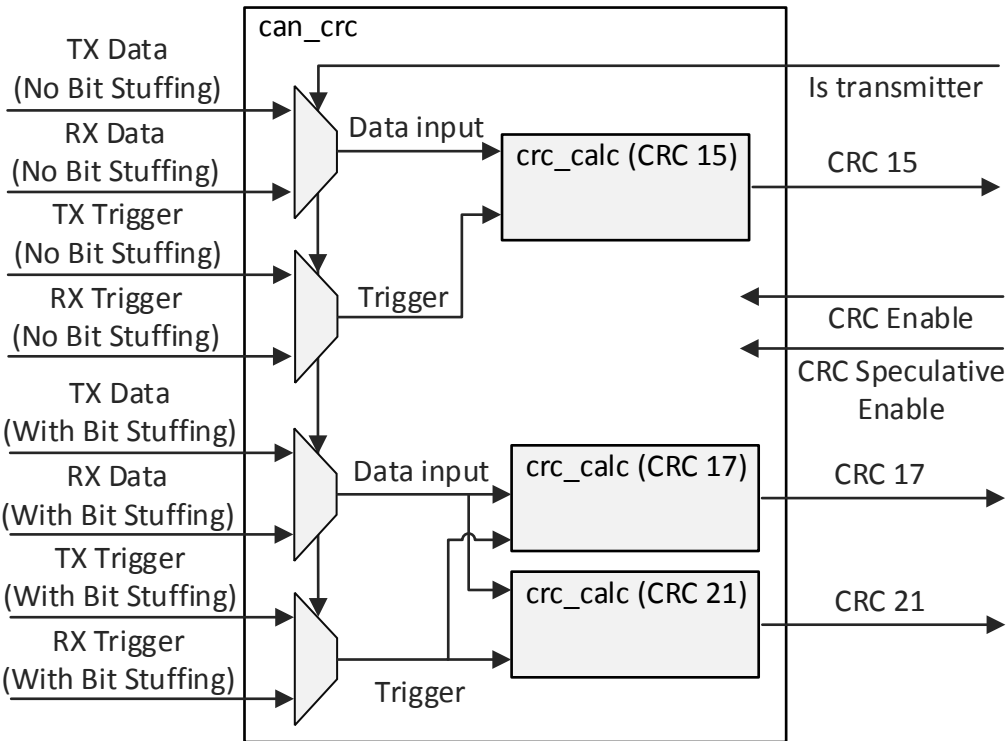 can_crc
TX Data
(No Bit Stuffing)
RX Data
(No Bit Stuffing)
TX Trigger
(No Bit Stuffing)
RX Trigger
(No Bit Stuffing)
TX Data
(With Bit Stuffing)
RX Data
(With Bit Stuffing)
TX Trigger
(With Bit Stuffing)
RX Trigger
(With Bit Stuffing)
Data input
Trigger
crc_calc (CRC 15)
Data input
Trigger
crc_calc (CRC 17)
crc_calc (CRC 21)
Is transmitter
CRC 15
CRC Enable
CRC Speculative
Enable
CRC 17
CRC 21